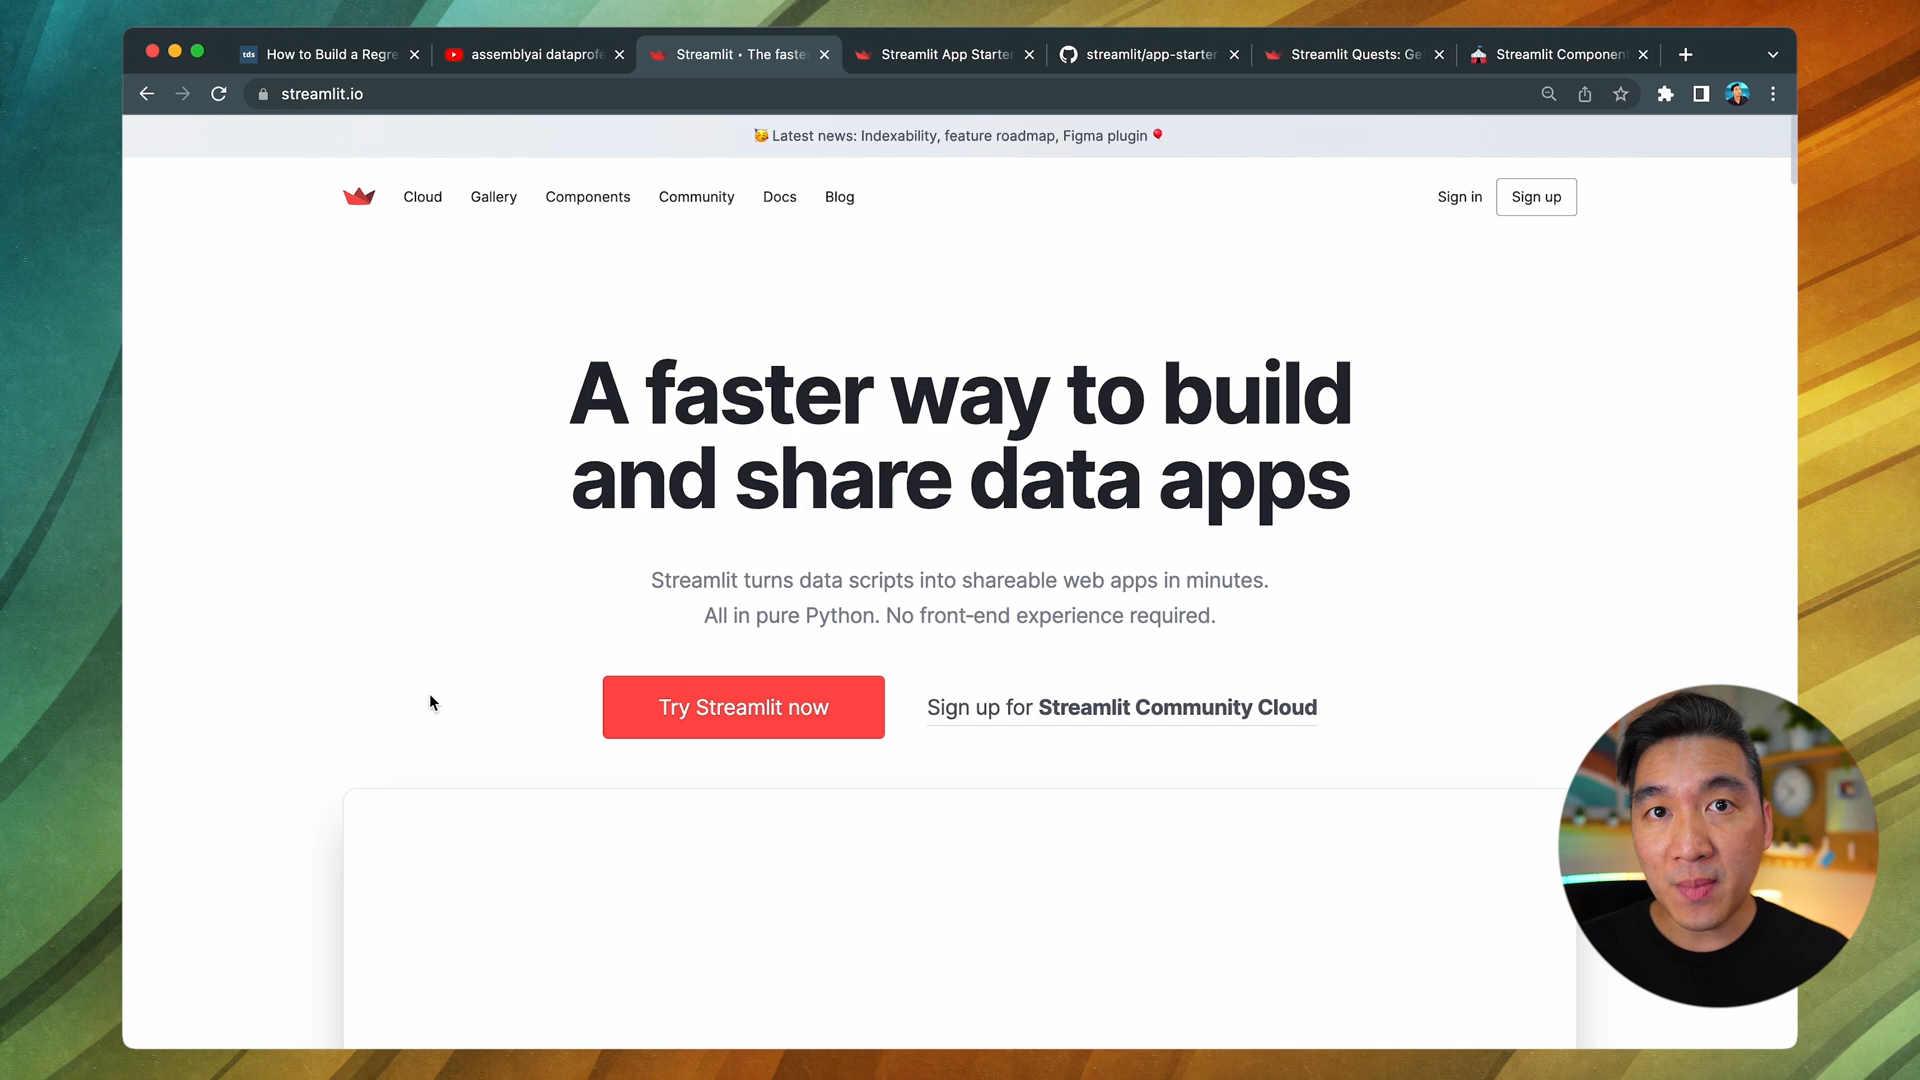 tds How to Build a Regre
assemblyai dataprofe
Streamlit • The faste
Streamlit App Starter
streamlit/app-starter
Streamlit Quests: Ge
Streamlit Component
streamlit.io
🥳 Latest news: Indexability, feature roadmap, Figma plugin 🎈
Cloud Gallery Components Community Docs Blog
Sign in Sign up
A faster way to build
and share data apps
Streamlit turns data scripts into shareable web apps in minutes.
All in pure Python. No front-end experience required.
Try Streamlit now
Sign up for Streamlit Community Cloud